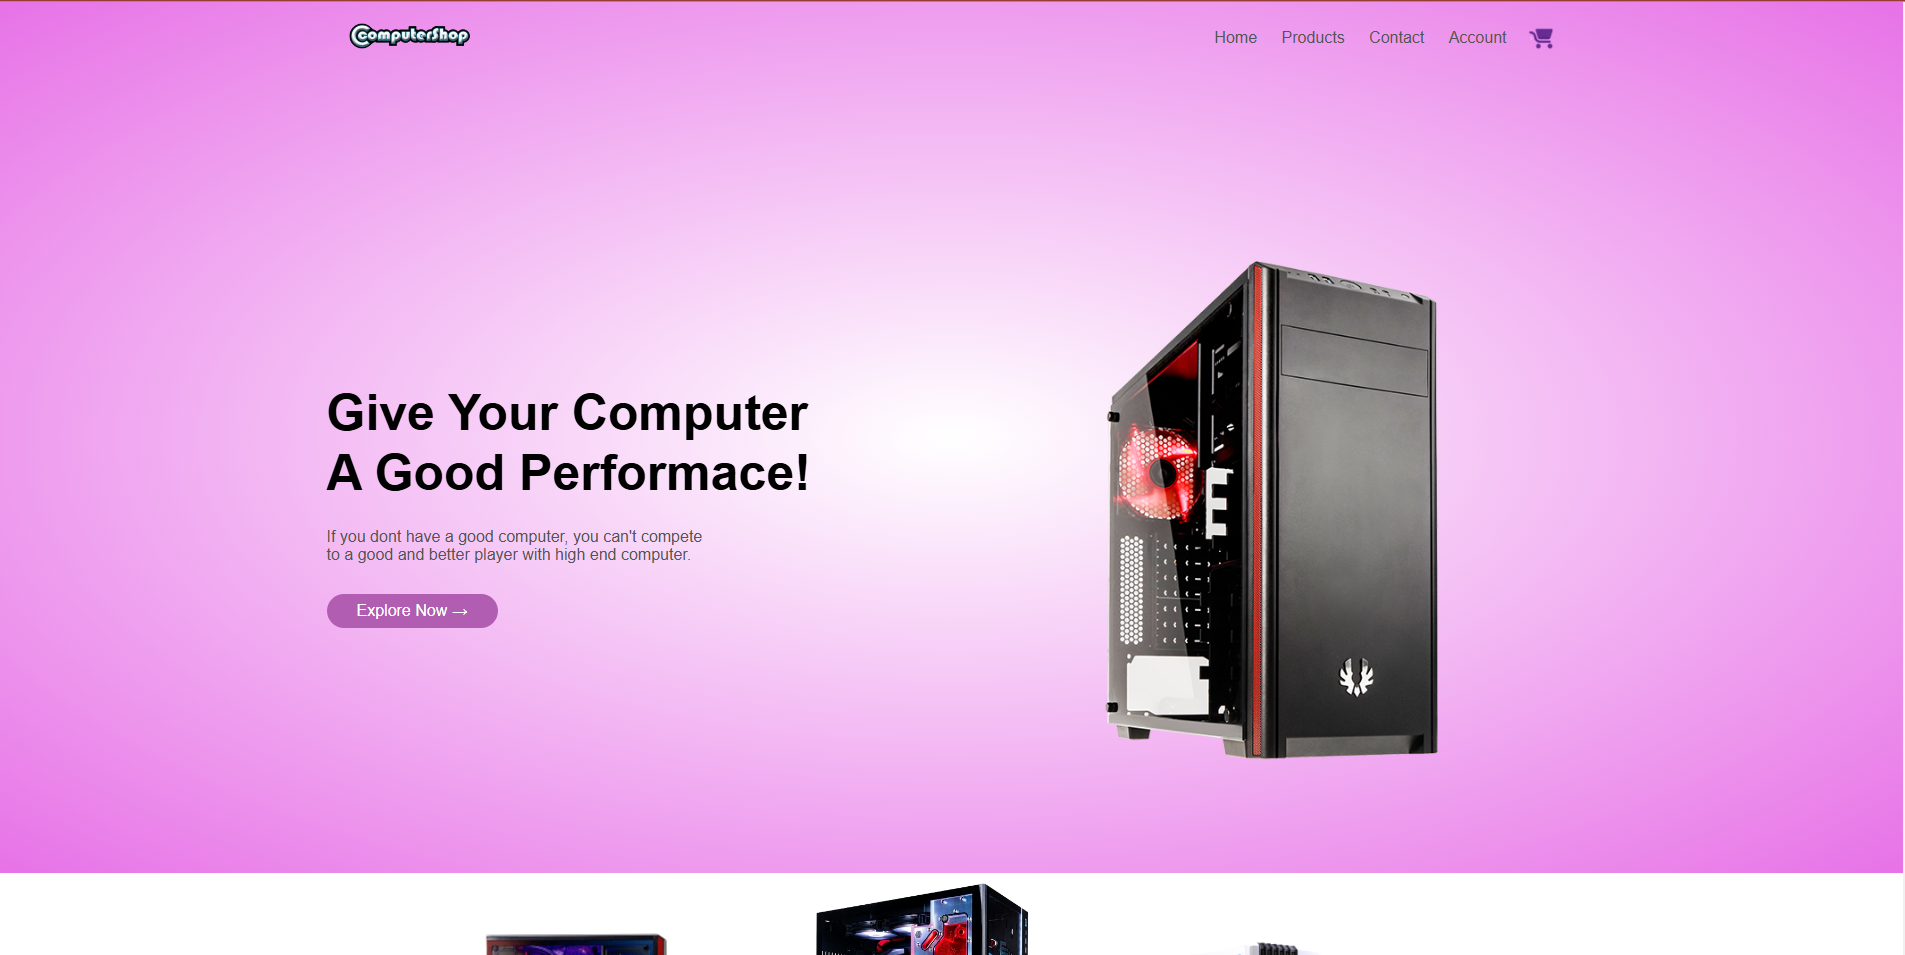 ComputerShop
Home Products Contact Account
Give Your Computer
A Good Performace!
If you dont have a good computer, you can't compete
to a good and better player with high end computer.
Explore Now →